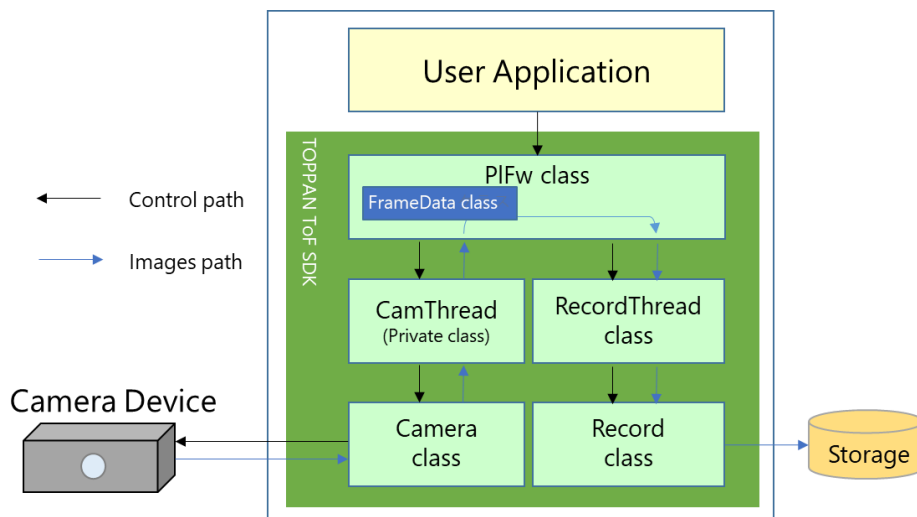 User Application
TOPPAN ToF SDK
PlFw class
FrameData class
Control path
Images path
CamThread
(Private class)
RecordThread
class
Camera Device
Camera
class
Record
class
Storage